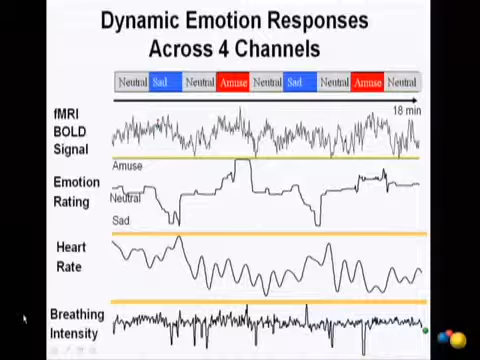 Dynamic Emotion Responses
Across 4 Channels
Neutral Sad Neutral Amuse Neutral Sad Neutral Amuse Neutral
18 min
fMRI
BOLD
Signal
Amuse
Emotion
Rating
Neutral
Sad
Heart
Rate
Breathing
Intensity